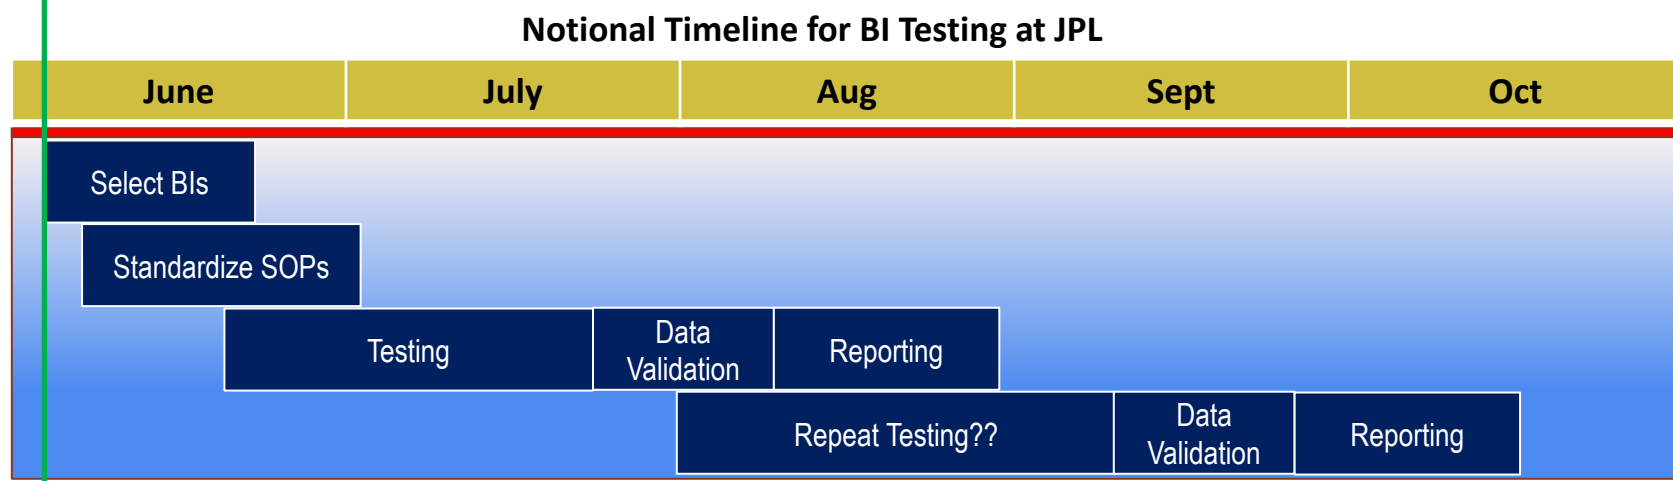 Notional Timeline for BI Testing at JPL
June July Aug Sept Oct
Select BIs
Standardize SOPs
Testing
Data
Validation
Reporting
Repeat Testing??
Data
Validation
Reporting